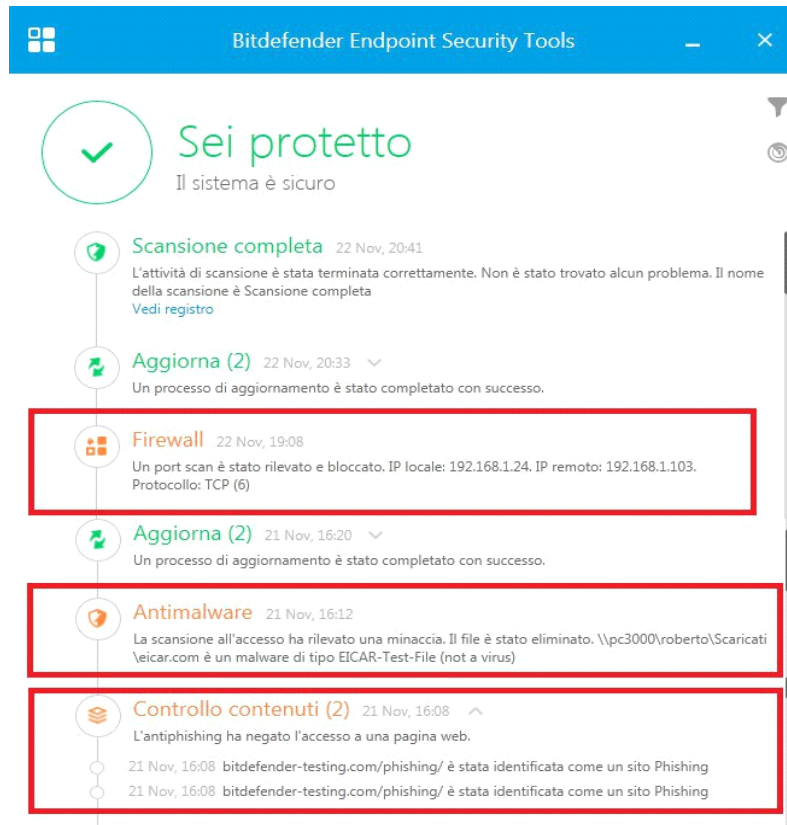 Bitdefender Endpoint Security Tools
Sei protetto
Il sistema è sicuro
Scansione completa 22 Nov, 20:41
L'attività di scansione è stata terminata correttamente. Non è stato trovato alcun problema. Il nome
della scansione è Scansione completa
Vedi registro
Aggiorna (2) 22 Nov, 20:33
Un processo di aggiornamento è stato completato con successo.
Firewall 22 Nov, 19:08
Un port scan è stato rilevato e bloccato. IP locale: 192.168.1.24. IP remoto: 192.168.1.103.
Protocollo: TCP (6)
Aggiorna (2) 21 Nov, 16:20
Un processo di aggiornamento è stato completato con successo.
Antimalware 21 Nov, 16:12
La scansione all'accesso ha rilevato una minaccia. Il file è stato eliminato. \\pc3000\roberto\Scaricati
\eicar.com è un malware di tipo EICAR-Test-File (not a virus)
Controllo contenuti (2) 21 Nov, 16:08
L'antiphishing ha negato l'accesso a una pagina web.
21 Nov, 16:08 bitdefender-testing.com/phishing/ è stata identificata come un sito Phishing
21 Nov, 16:08 bitdefender-testing.com/phishing/ è stata identificata come un sito Phishing